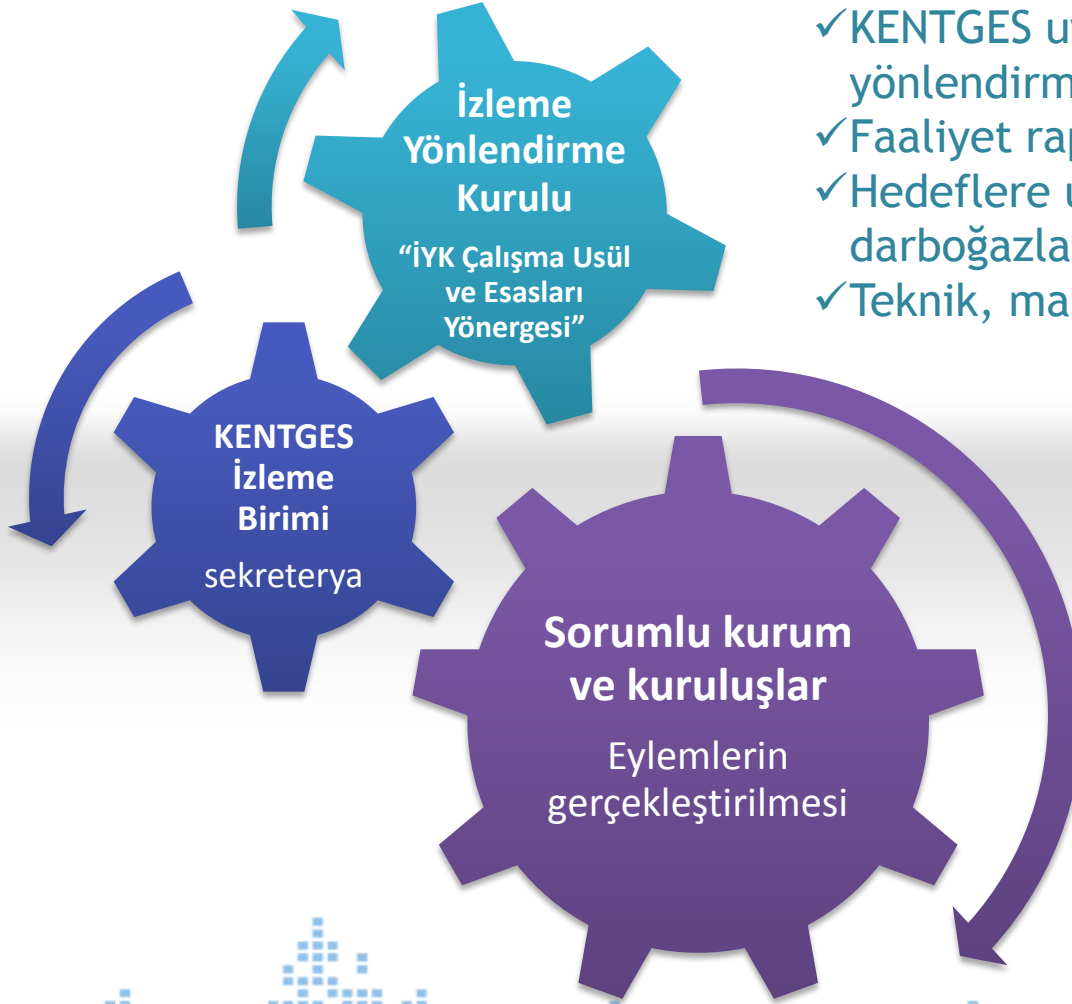 İzleme
Yönlendirme
Kurulu
“İYK Çalışma Usül
ve Esasları
Yönergesi”
✓KENTGES
yönlendirm
✓Faaliyet rap
✓Hedeflere
darboğazla
✓Teknik, ma
KENTGES
İzleme
Birimi
sekreterya
Sorumlu kurum
ve kuruluşlar
Eylemlerin
gerçekleştirilmesi